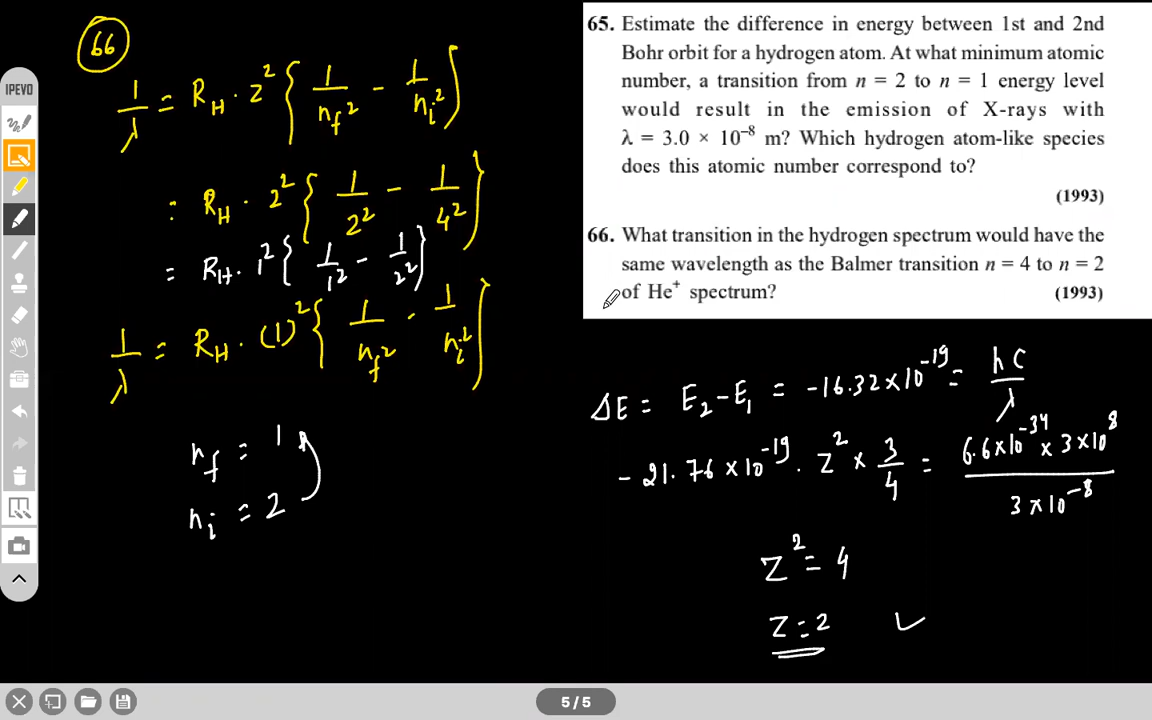 66
1/λ = R_H · Z² { 1/n_f² - 1/n_i² }
= R_H · 2² { 1/2² - 1/4² }
= R_H · 1² { 1/1² - 1/2² }
1/λ = R_H · (1)² { 1/n_f² - 1/n_i² }
n_f = 1
n_i = 2
65. Estimate the difference in energy between 1st and 2nd
Bohr orbit for a hydrogen atom. At what minimum atomic
number, a transition from n = 2 to n = 1 energy level
would result in the emission of X-rays with
λ = 3.0 × 10⁻⁸ m? Which hydrogen atom-like species
does this atomic number correspond to?
(1993)
66. What transition in the hydrogen spectrum would have the
same wavelength as the Balmer transition n = 4 to n = 2
of He⁺ spectrum? (1993)
ΔE = E₂-E₁ = -16.32×10⁻¹⁹ = hc/λ
-21.76×10⁻¹⁹ · Z² × 3/4 = 6.6×10⁻³⁴ × 3×10⁸ / 3×10⁻⁸
Z² = 4
Z = 2
IPEVO
5/5